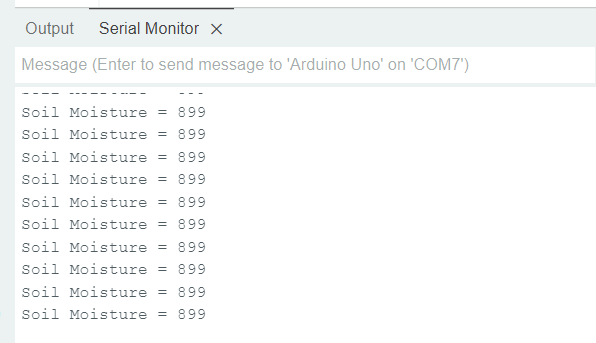 Output Serial Monitor
Message (Enter to send message to 'Arduino Uno' on 'COM7')
Soil Moisture = 899
Soil Moisture = 899
Soil Moisture = 899
Soil Moisture = 899
Soil Moisture = 899
Soil Moisture = 899
Soil Moisture = 899
Soil Moisture = 899
Soil Moisture = 899
Soil Moisture = 899